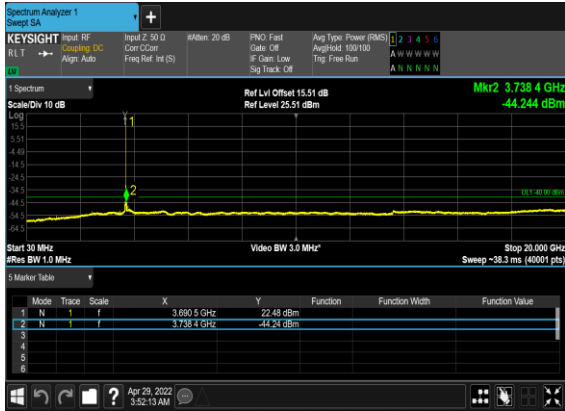 Spectrum Analyzer 1
Swept SA
+
KEYSIGHT Input: RF Input Z: 50 Ω #Atten: 20 dB PNO: Fast Avg Type: Power (RMS) 1 2 3 4 5 6
RLT Coupling: DC Corr CCorr Gate: Off Avg|Hold: 100/100 A W W W W W
Align: Auto Freq Ref: Int (S) IF Gain: Low Trig: Free Run
Sig Track: Off A N N N N N
1 Spectrum Ref Lvl Offset 15.51 dB Mkr2 3.738 4 GHz
Scale/Div 10 dB Ref Level 25.51 dBm -44.244 dBm
Log
15.5
5.51
-4.49
-14.5
-24.5
-34.5
-44.5
-54.5
-64.5
1
2
DL1 -40.00 dBm
Start 30 MHz Video BW 3.0 MHz* Stop 20.000 GHz
#Res BW 1.0 MHz Sweep ~38.3 ms (40001 pts)
5 Marker Table
Mode Trace Scale X Y Function Function Width Function Value
1 N 1 f 3.690 5 GHz 22.48 dBm
2 N 1 f 3.738 4 GHz -44.24 dBm
3
4
5
6
? Apr 29, 2022
3:52:13 AM